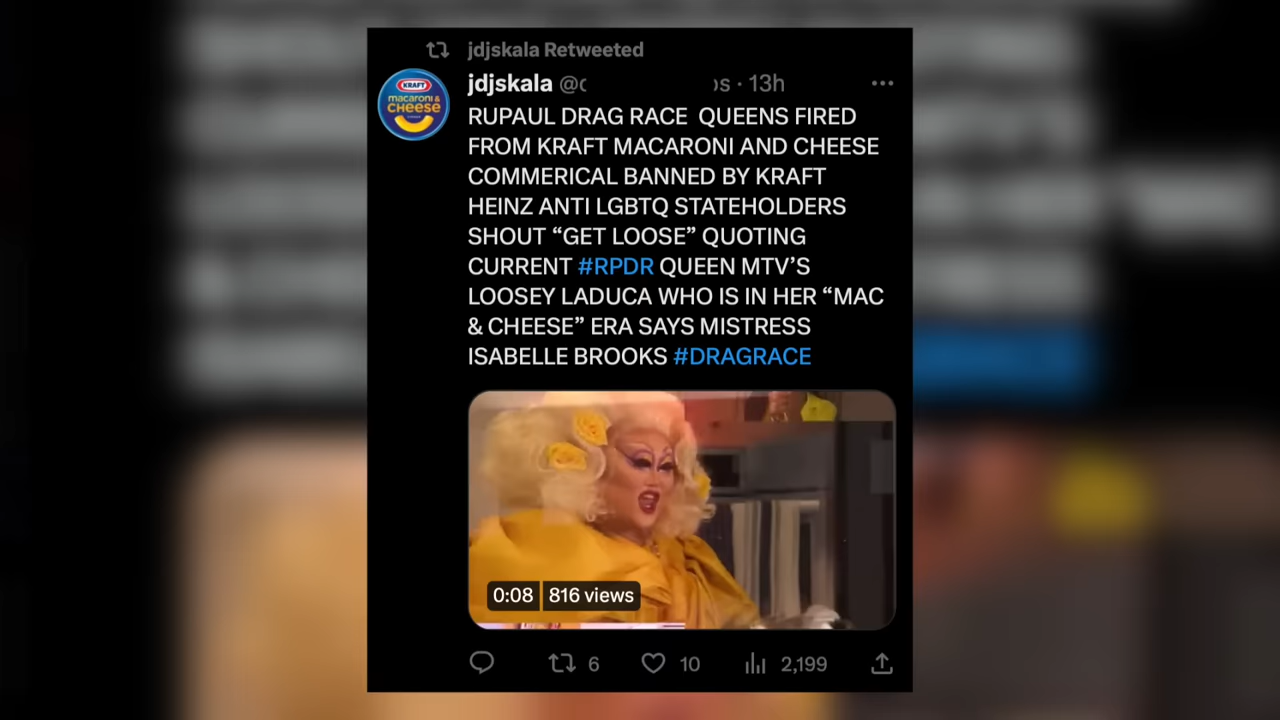 jdjskala Retweeted
jdjskala @ s · 13h
KRAFT
macaroni &
CHEESE
RUPAUL DRAG RACE QUEENS FIRED
FROM KRAFT MACARONI AND CHEESE
COMMERICAL BANNED BY KRAFT
HEINZ ANTI LGBTQ STATEHOLDERS
SHOUT “GET LOOSE” QUOTING
CURRENT #RPDR QUEEN MTV’S
LOOSEY LADUCA WHO IS IN HER “MAC
& CHEESE” ERA SAYS MISTRESS
ISABELLE BROOKS #DRAGRACE
0:08 816 views
6 10 2,199